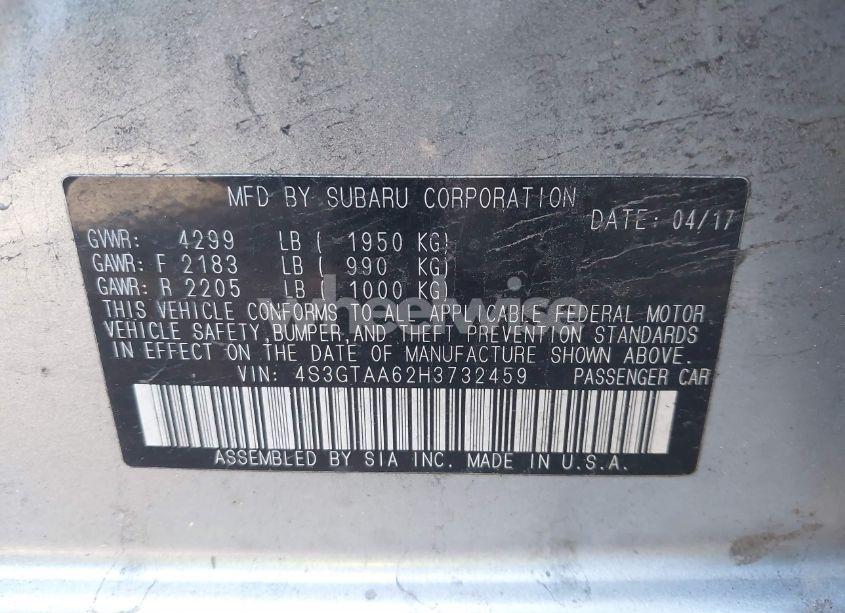 MFD BY SUBARU CORPORATION
DATE: 04/17
GVWR: 4299 LB ( 1950 KG)
GAWR: F 2183 LB ( 990 KG)
GAWR: R 2205 LB ( 1000 KG)
THIS VEHICLE CONFORMS TO ALL APPLICABLE FEDERAL MOTOR
VEHICLE SAFETY, BUMPER, AND THEFT PREVENTION STANDARDS
IN EFFECT ON THE DATE OF MANUFACTURE SHOWN ABOVE.
VIN: 4S3GTAA62H3732459 PASSENGER CAR
ASSEMBLED BY SIA INC. MADE IN U.S.A.
wheelwise